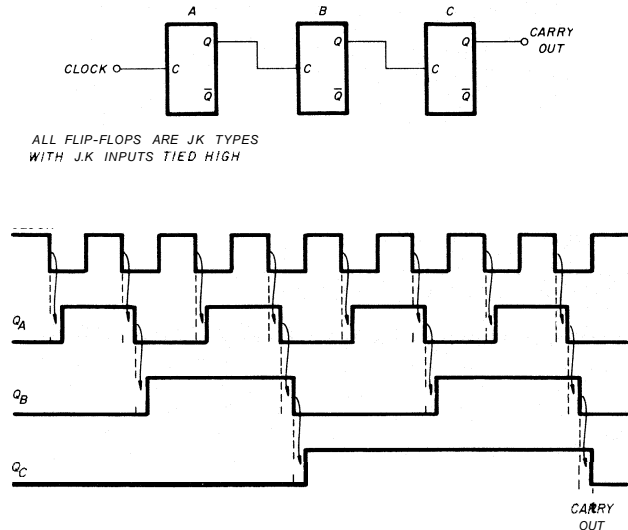 A B C
Q Q Q CARRY OUT
CLOCK C C C
Q̅ Q̅ Q̅
ALL FLIP-FLOPS ARE JK TYPES
WITH J.K INPUTS TIED HIGH
QA
QB
QC
CARRY
OUT